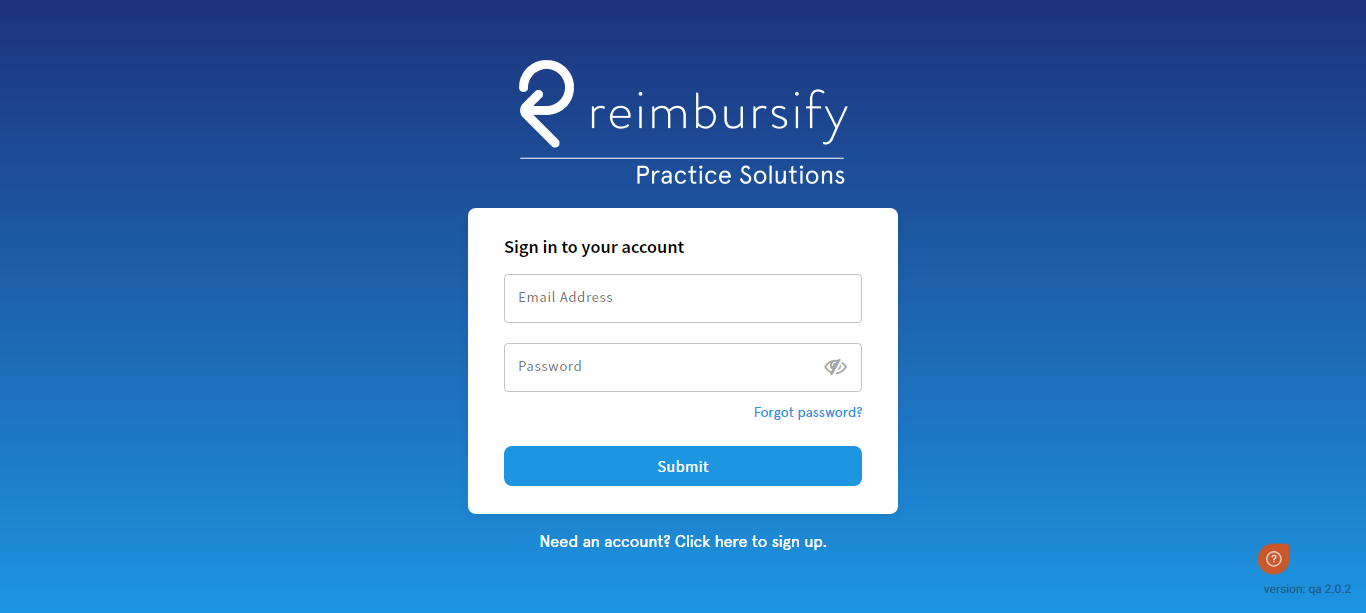 reimbursify
Practice Solutions
Sign in to your account
Email Address
Password
Forgot password?
Submit
Need an account? Click here to sign up.
?
version: qa 2.0.2